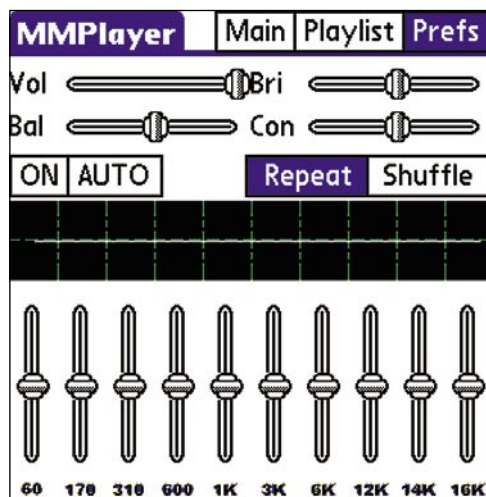 MMPlayer Main Playlist Prefs
Vol Bri
Bal Con
ON AUTO Repeat Shuffle
60 170 310 600 1K 3K 6K 12K 14K 16K